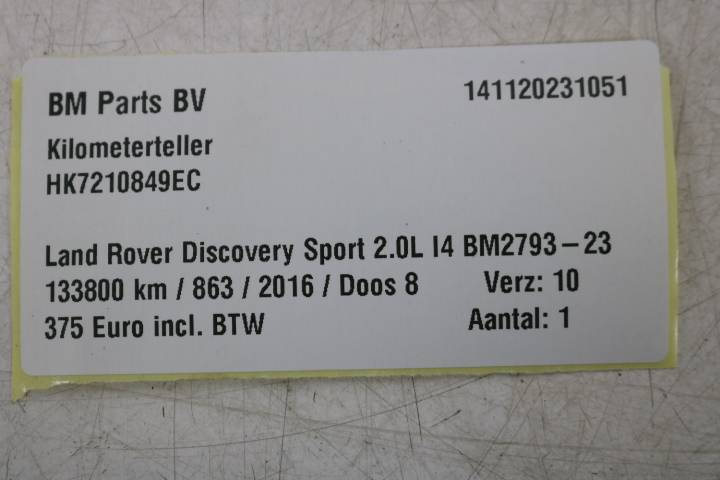 BM Parts BV 141120231051
Kilometerteller
HK7210849EC
Land Rover Discovery Sport 2.0L I4 BM2793-23
133800 km / 863 / 2016 / Doos 8 Verz: 10
375 Euro incl. BTW Aantal: 1